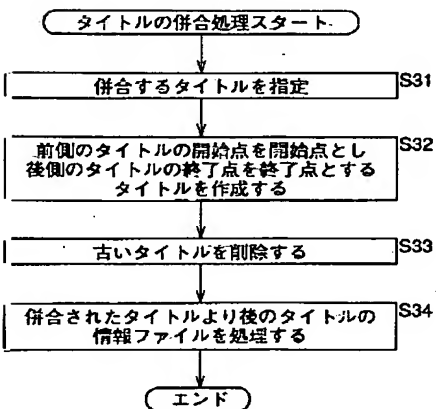 タイトルの併合処理スタート
併合するタイトルを指定
S31
前側のタイトルの開始点を開始点とし
後側のタイトルの終了点を終了点とする
タイトルを作成する
S32
古いタイトルを削除する
S33
併合されたタイトルより後のタイトルの
情報ファイルを処理する
S34
エンド